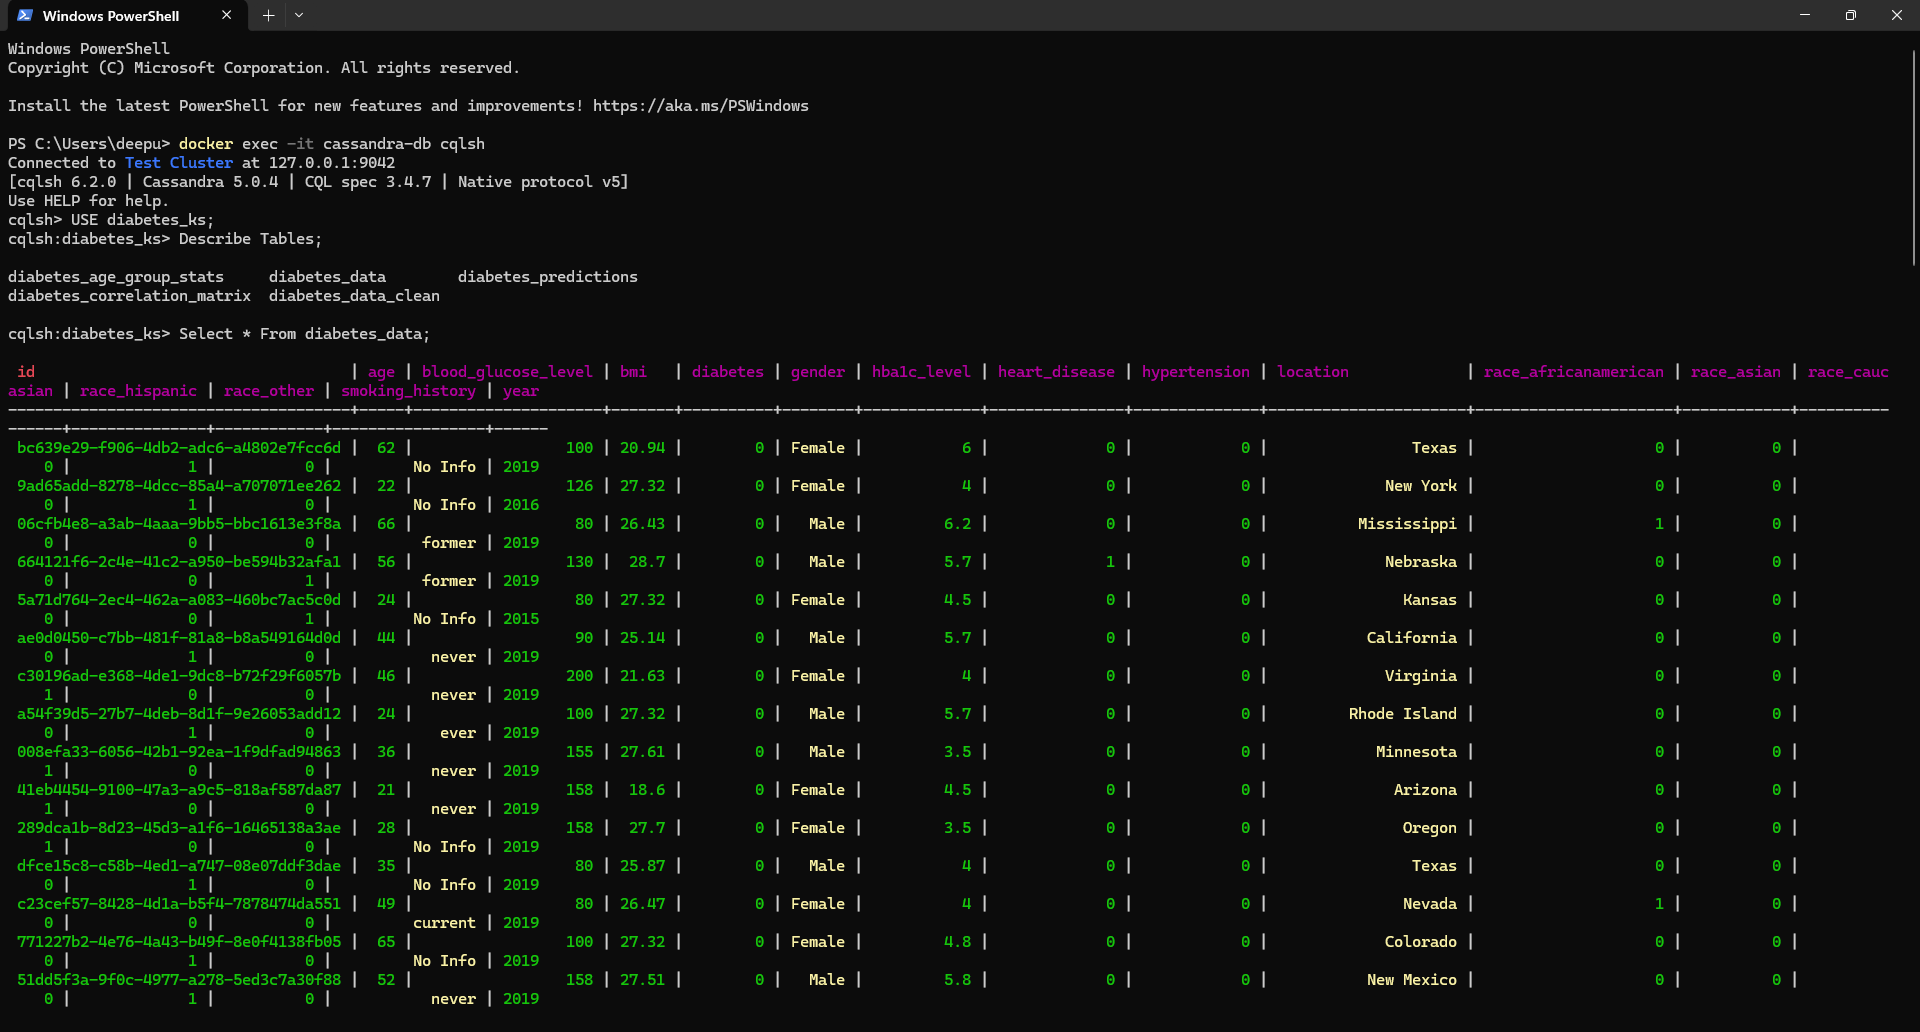 Windows PowerShell
Windows PowerShell
Copyright (C) Microsoft Corporation. All rights reserved.
Install the latest PowerShell for new features and improvements! https://aka.ms/PSWindows
PS C:\Users\deepu> docker exec -it cassandra-db cqlsh
Connected to Test Cluster at 127.0.0.1:9042
[cqlsh 6.2.0 | Cassandra 5.0.4 | CQL spec 3.4.7 | Native protocol v5]
Use HELP for help.
cqlsh> USE diabetes_ks;
cqlsh:diabetes_ks> Describe Tables;
diabetes_age_group_stats diabetes_data diabetes_predictions
diabetes_correlation_matrix diabetes_data_clean
cqlsh:diabetes_ks> Select * From diabetes_data;
id | age | blood_glucose_level | bmi | diabetes | gender | hba1c_level | heart_disease | hypertension | location | race_africanamerican | race_asian | race_cauc
asian | race_hispanic | race_other | smoking_history | year
bc639e29-f906-4db2-adc6-a4802e7fcc6d | 62 | 100 | 20.94 | 0 | Female | 6 | 0 | 0 | Texas | 0 | 0 |
0 | 1 | 0 | No Info | 2019
9ad65add-8278-4dcc-85a4-a707071ee262 | 22 | 126 | 27.32 | 0 | Female | 4 | 0 | 0 | New York | 0 | 0 |
0 | 1 | 0 | No Info | 2016
06cfb4e8-a3ab-4aaa-9bb5-bbc1613e3f8a | 66 | 80 | 26.43 | 0 | Male | 6.2 | 0 | 0 | Mississippi | 1 | 0 |
0 | 0 | 0 | former | 2019
664121f6-2c4e-41c2-a950-be594b32afa1 | 56 | 130 | 28.7 | 0 | Male | 5.7 | 1 | 0 | Nebraska | 0 | 0 |
0 | 0 | 1 | former | 2019
5a71d764-2ec4-462a-a083-460bc7ac5c0d | 24 | 80 | 27.32 | 0 | Female | 4.5 | 0 | 0 | Kansas | 0 | 0 |
0 | 0 | 1 | No Info | 2015
ae0d0450-c7bb-481f-81a8-b8a549164d0d | 44 | 90 | 25.14 | 0 | Male | 5.7 | 0 | 0 | California | 0 | 0 |
0 | 1 | 0 | never | 2019
c30196ad-e368-4de1-9dc8-b72f29f6057b | 46 | 200 | 21.63 | 0 | Female | 4 | 0 | 0 | Virginia | 0 | 0 |
1 | 0 | 0 | never | 2019
a54f39d5-27b7-4deb-8d1f-9e26053add12 | 24 | 100 | 27.32 | 0 | Male | 5.7 | 0 | 0 | Rhode Island | 0 | 0 |
0 | 1 | 0 | ever | 2019
008efa33-6056-42b1-92ea-1f9dfad94863 | 36 | 155 | 27.61 | 0 | Male | 3.5 | 0 | 0 | Minnesota | 0 | 0 |
1 | 0 | 0 | never | 2019
41eb4454-9100-47a3-a9c5-818af587da87 | 21 | 158 | 18.6 | 0 | Female | 4.5 | 0 | 0 | Arizona | 0 | 0 |
1 | 0 | 0 | never | 2019
289dca1b-8d23-45d3-a1f6-16465138a3ae | 28 | 158 | 27.7 | 0 | Female | 3.5 | 0 | 0 | Oregon | 0 | 0 |
1 | 0 | 0 | No Info | 2019
dfce15c8-c58b-4ed1-a747-08e07ddf3dae | 35 | 80 | 25.87 | 0 | Male | 4 | 0 | 0 | Texas | 0 | 0 |
0 | 1 | 0 | No Info | 2019
c23cef57-8428-4d1a-b5f4-7878474da551 | 49 | 80 | 26.47 | 0 | Female | 4 | 0 | 0 | Nevada | 1 | 0 |
0 | 0 | 0 | current | 2019
771227b2-4e76-4a43-b49f-8e0f4138fb05 | 65 | 100 | 27.32 | 0 | Female | 4.8 | 0 | 0 | Colorado | 0 | 0 |
0 | 1 | 0 | No Info | 2019
51dd5f3a-9f0c-4977-a278-5ed3c7a30f88 | 52 | 158 | 27.51 | 0 | Male | 5.8 | 0 | 0 | New Mexico | 0 | 0 |
0 | 1 | 0 | never | 2019